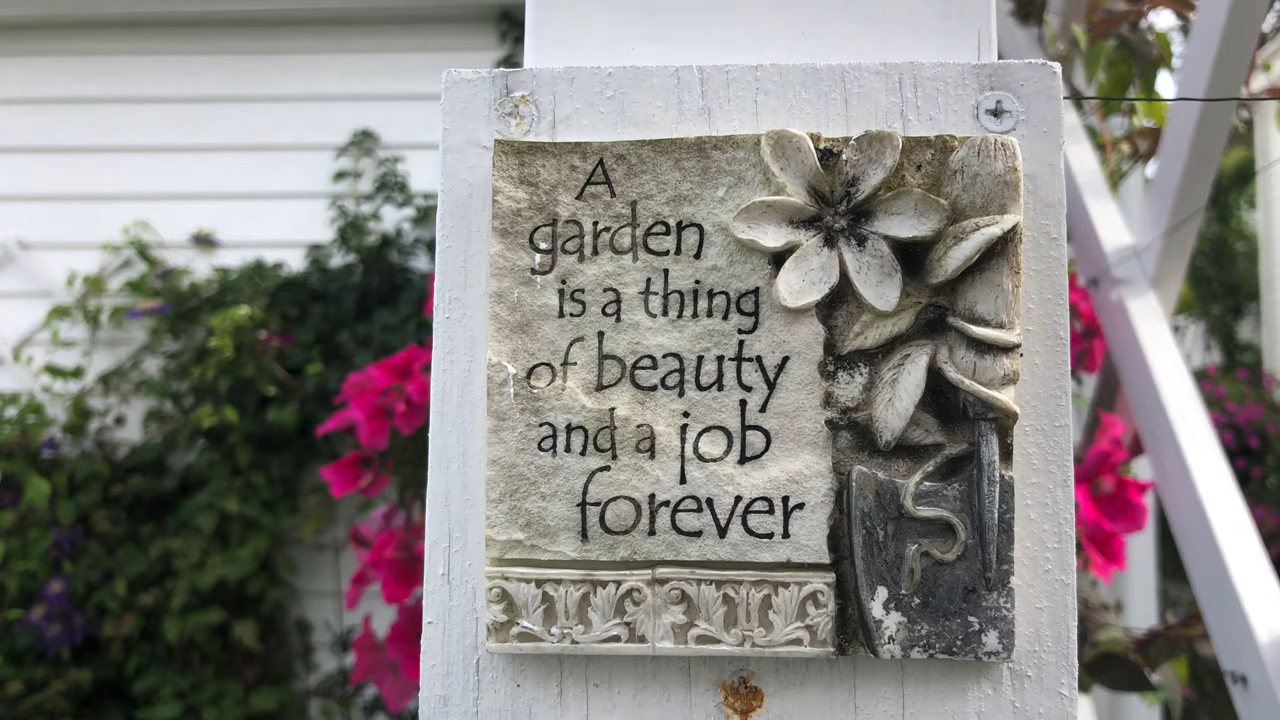 A
garden
is a thing
of beauty
and a job
forever